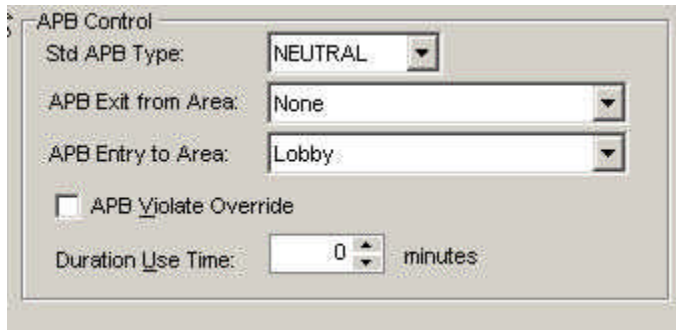 APB Control
Std APB Type: NEUTRAL
APB Exit from Area: None
APB Entry to Area: Lobby
APB Violate Override
Duration Use Time: 0 minutes